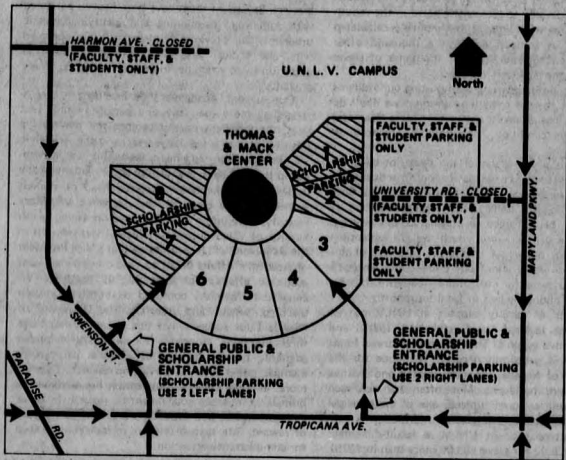 HARMON AVE. - CLOSED
(FACULTY, STAFF, &
STUDENTS ONLY)
U. N. L. V. CAMPUS
North
THOMAS
& MACK
CENTER
1
SCHOLARSHIP
PARKING
2
3
4
5
6
7
8
SCHOLARSHIP
PARKING
FACULTY, STAFF, &
STUDENT PARKING
ONLY
UNIVERSITY RD. - CLOSED
(FACULTY, STAFF, &
STUDENTS ONLY)
FACULTY, STAFF, &
STUDENT PARKING
ONLY
MARYLAND PKWY.
SWENSON ST.
PARADISE
RD.
GENERAL PUBLIC &
SCHOLARSHIP
ENTRANCE
(SCHOLARSHIP PARKING
USE 2 LEFT LANES)
GENERAL PUBLIC &
SCHOLARSHIP
ENTRANCE
(SCHOLARSHIP PARKING
USE 2 RIGHT LANES)
TROPICANA AVE.